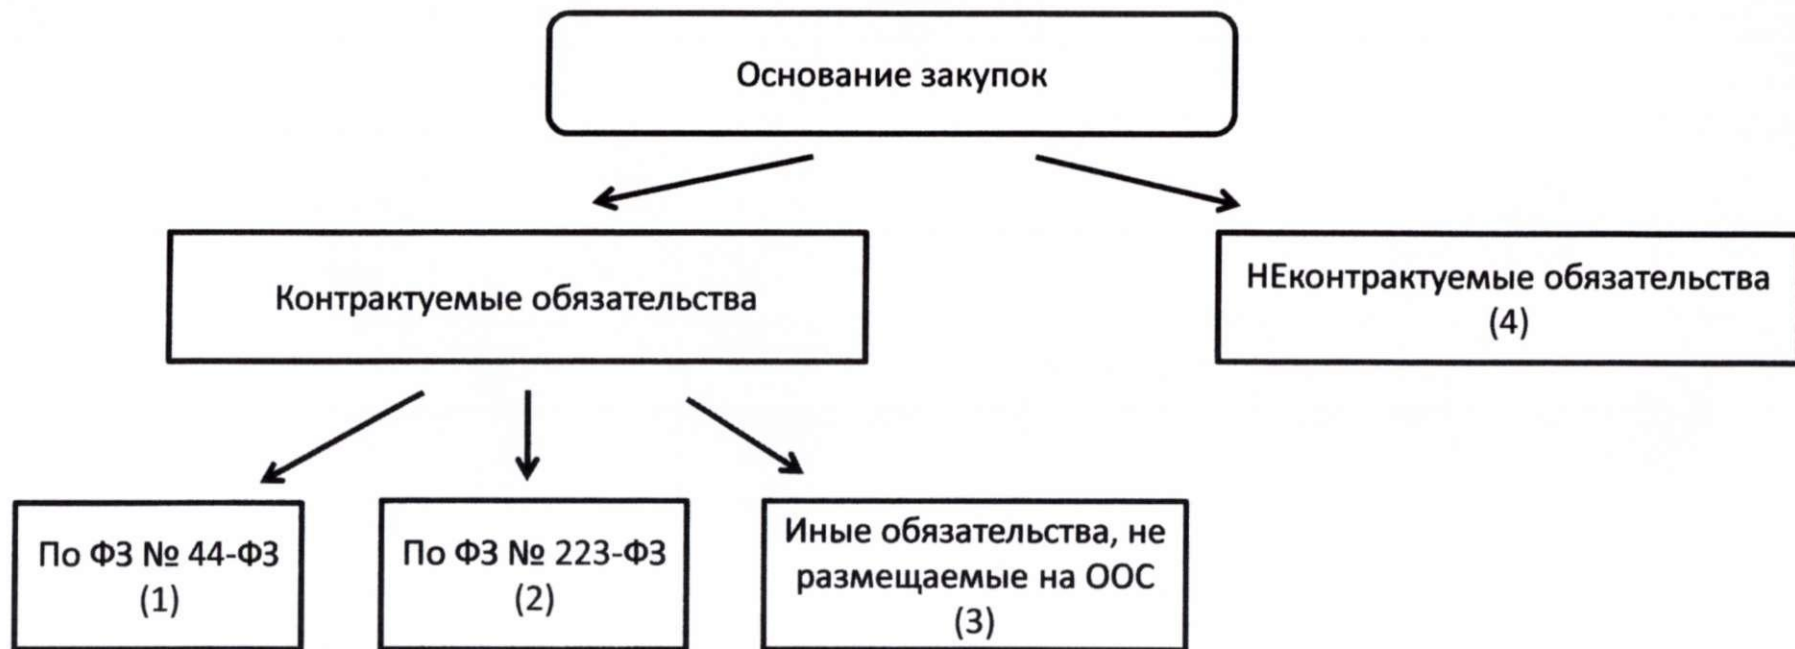 Основание закупок
Контрактуемые обязательства
НЕконтрактуемые обязательства
(4)
По ФЗ № 44-ФЗ
(1)
По ФЗ № 223-ФЗ
(2)
Иные обязательства, не
размещаемые на ООС
(3)